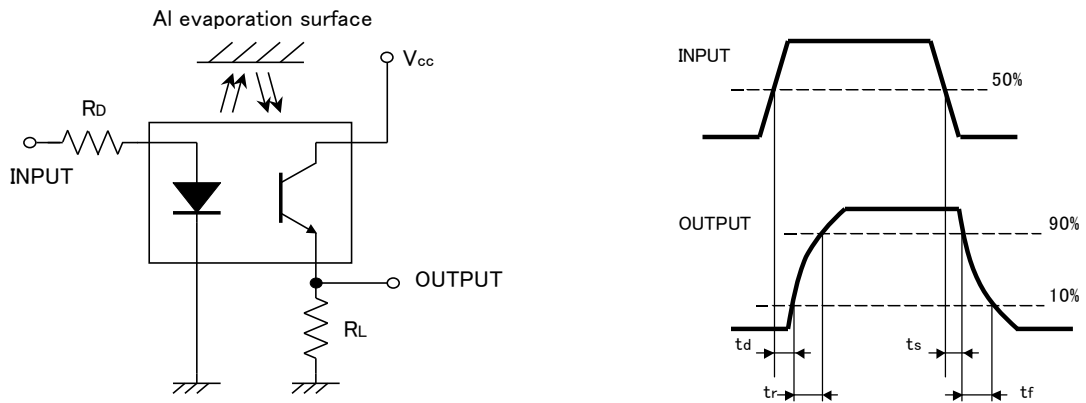 Al evaporation surface
Vcc
RD
INPUT
OUTPUT
RL
INPUT
50%
OUTPUT
90%
10%
td
ts
tr
tf